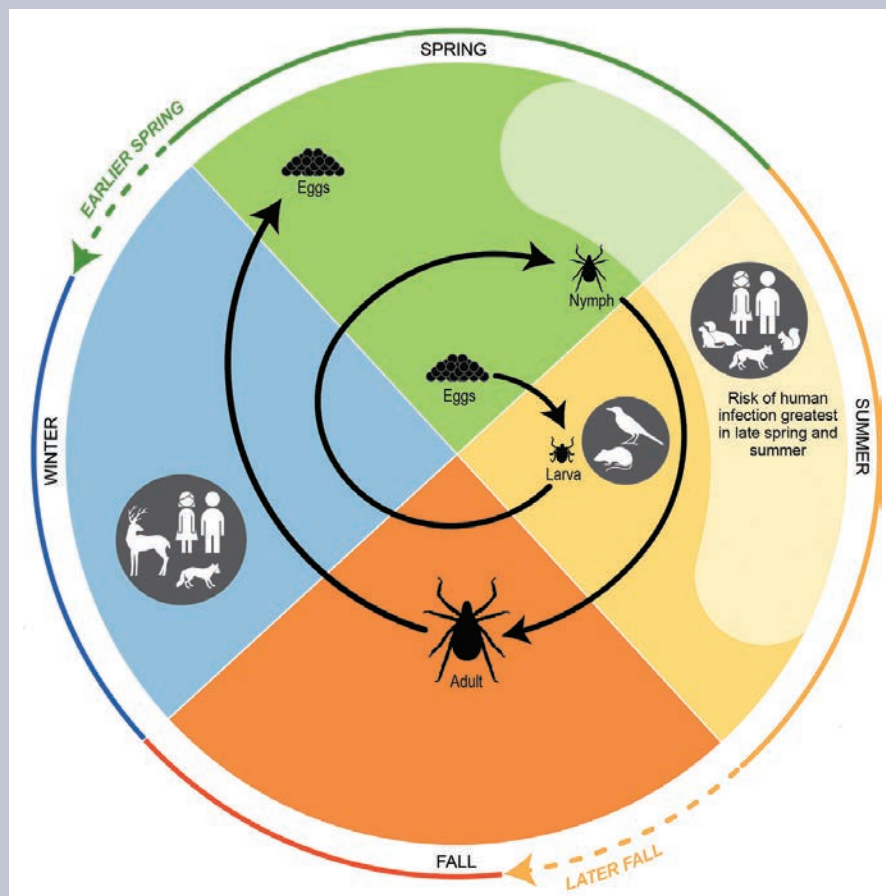 SPRING
EARLIER SPRING
Eggs
Nymph
Eggs
Larva
Risk of human
infection greatest
in late spring and
summer
SUMMER
WINTER
Adult
FALL
LATER FALL